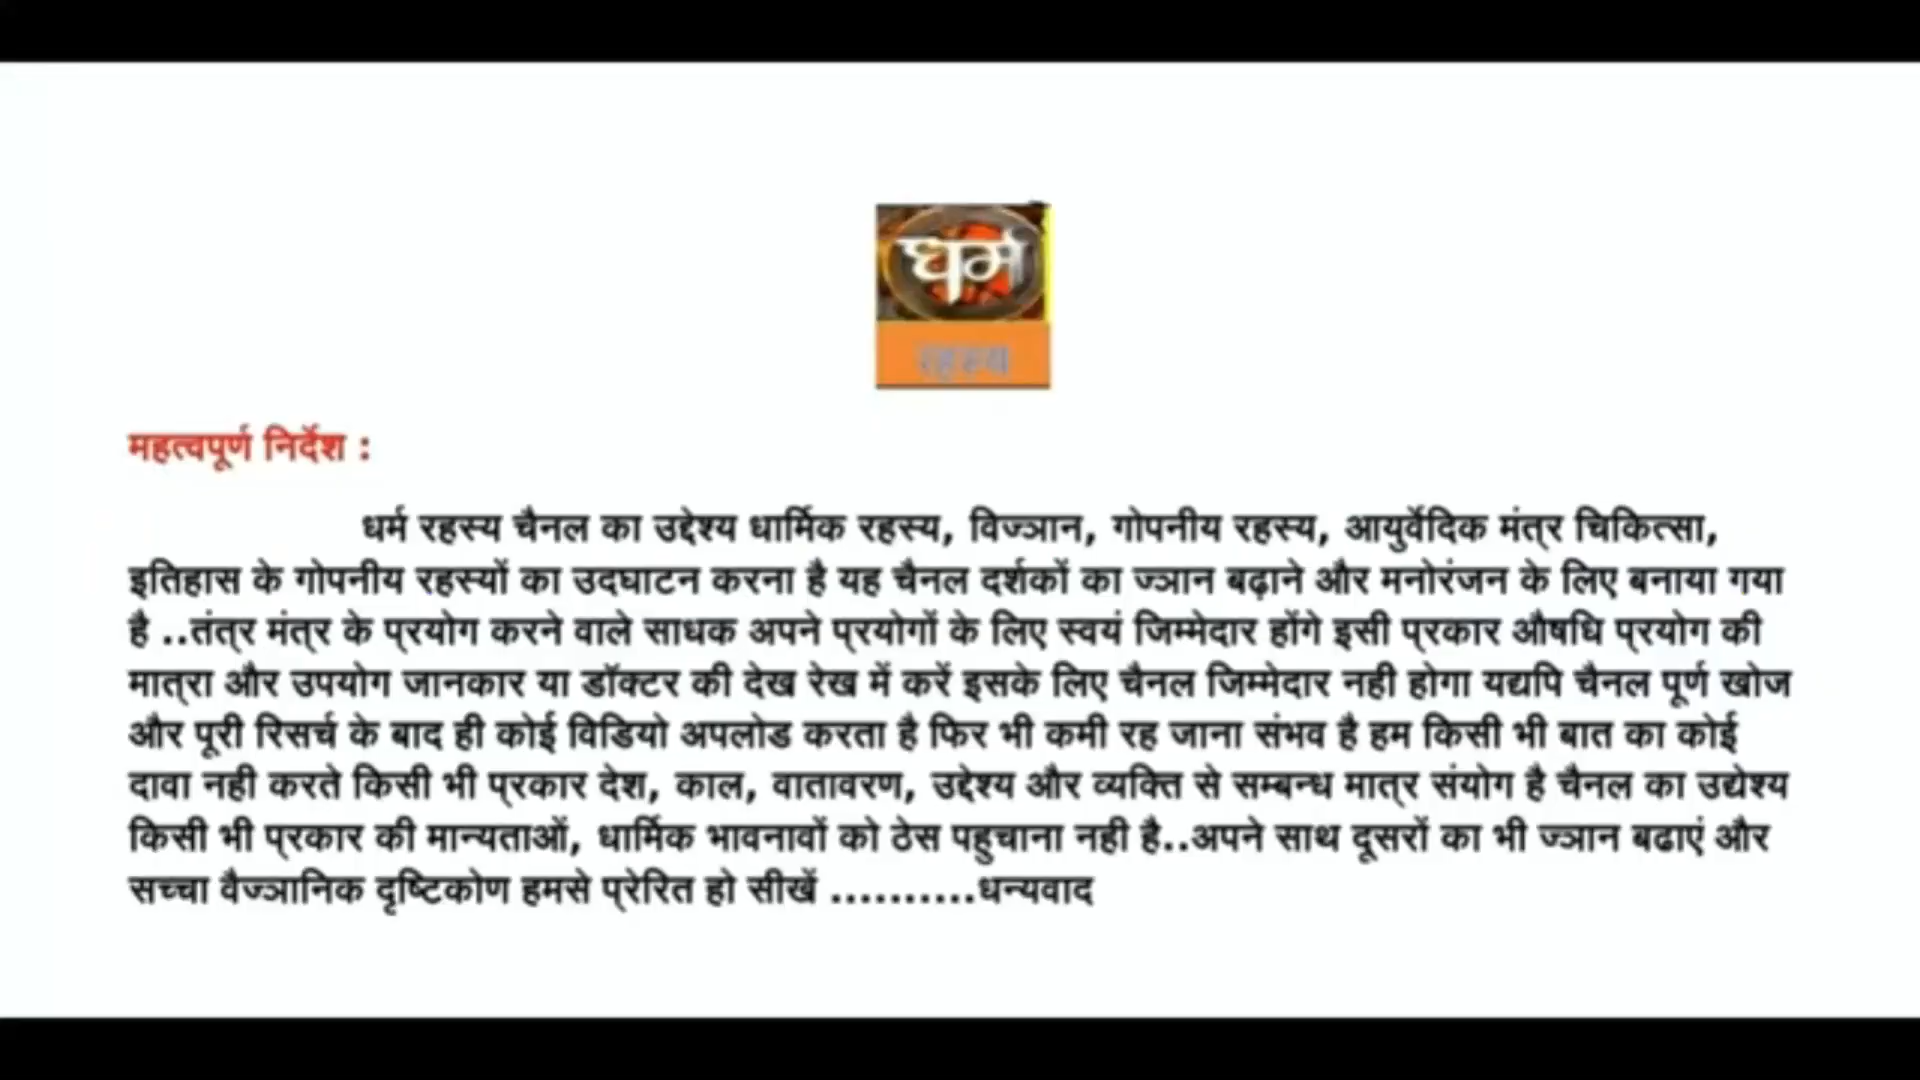 धर्म
रहस्य
महत्वपूर्ण निर्देश :
धर्म रहस्य चैनल का उद्देश्य धार्मिक रहस्य, विज्ञान, गोपनीय रहस्य, आयुर्वेदिक मंत्र चिकित्सा,
इतिहास के गोपनीय रहस्यों का उदघाटन करना है यह चैनल दर्शकों का ज्ञान बढ़ाने और मनोरंजन के लिए बनाया गया
है ..तंत्र मंत्र के प्रयोग करने वाले साधक अपने प्रयोगों के लिए स्वयं जिम्मेदार होंगे इसी प्रकार औषधि प्रयोग की
मात्रा और उपयोग जानकार या डॉक्टर की देख रेख में करें इसके लिए चैनल जिम्मेदार नही होगा यद्यपि चैनल पूर्ण खोज
और पूरी रिसर्च के बाद ही कोई विडियो अपलोड करता है फिर भी कमी रह जाना संभव है हम किसी भी बात का कोई
दावा नही करते किसी भी प्रकार देश, काल, वातावरण, उद्देश्य और व्यक्ति से सम्बन्ध मात्र संयोग है चैनल का उद्येश्य
किसी भी प्रकार की मान्यताओं, धार्मिक भावनावों को ठेस पहुचाना नही है..अपने साथ दूसरों का भी ज्ञान बढाएं और
सच्चा वैज्ञानिक दृष्टिकोण हमसे प्रेरित हो सीखें ..........धन्यवाद